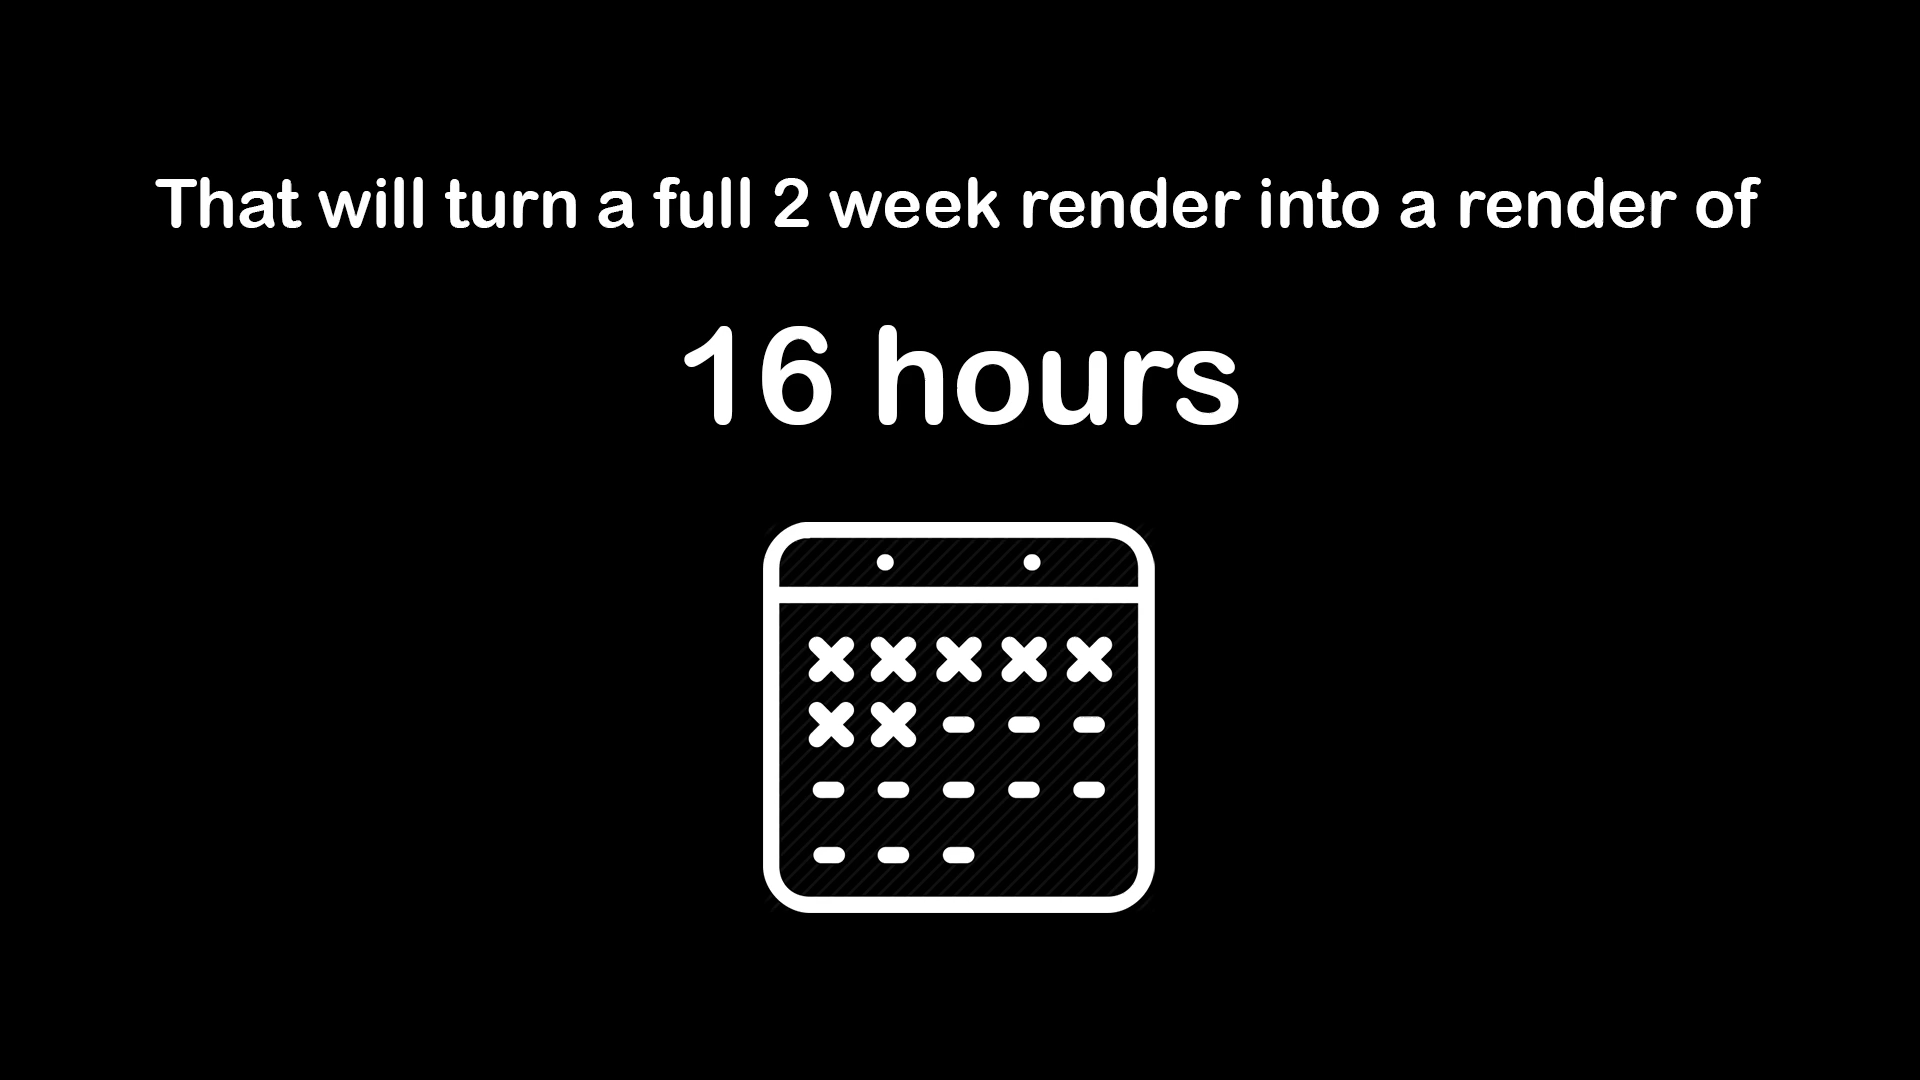 That will turn a full 2 week render into a render of
16 hours